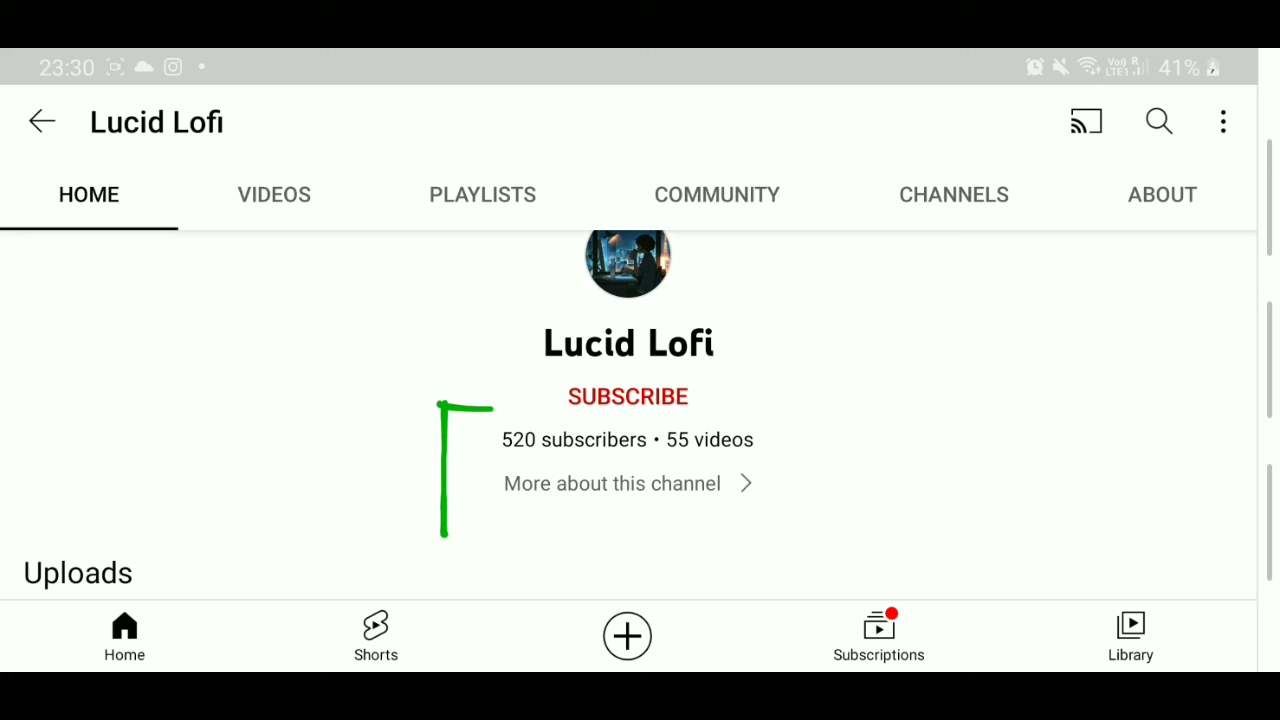 23:30 41%
Lucid Lofi
HOME VIDEOS PLAYLISTS COMMUNITY CHANNELS ABOUT
Lucid Lofi
SUBSCRIBE
520 subscribers • 55 videos
More about this channel
Uploads
Home Shorts Subscriptions Library